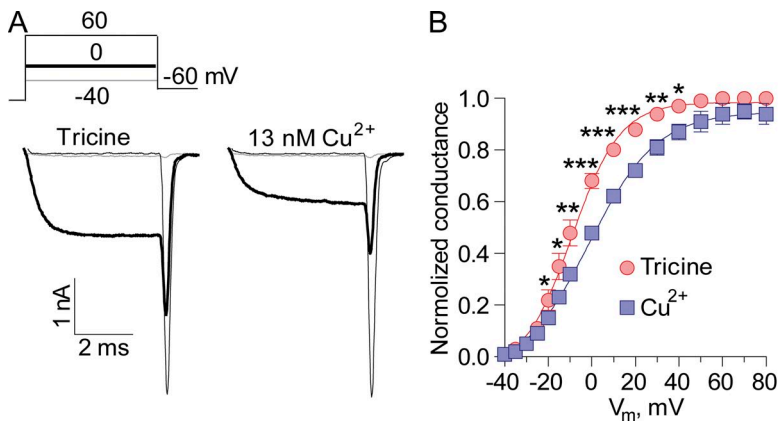 A
60
0
-40
-60 mV
Tricine
13 nM Cu2+
1 nA
2 ms
B
Normolized conductance
1.0
0.8
0.6
0.4
0.2
0.0
-40
-20
0
20
40
60
80
Vm, mV
*
*
**
***
***
***
**
*
Tricine
Cu2+